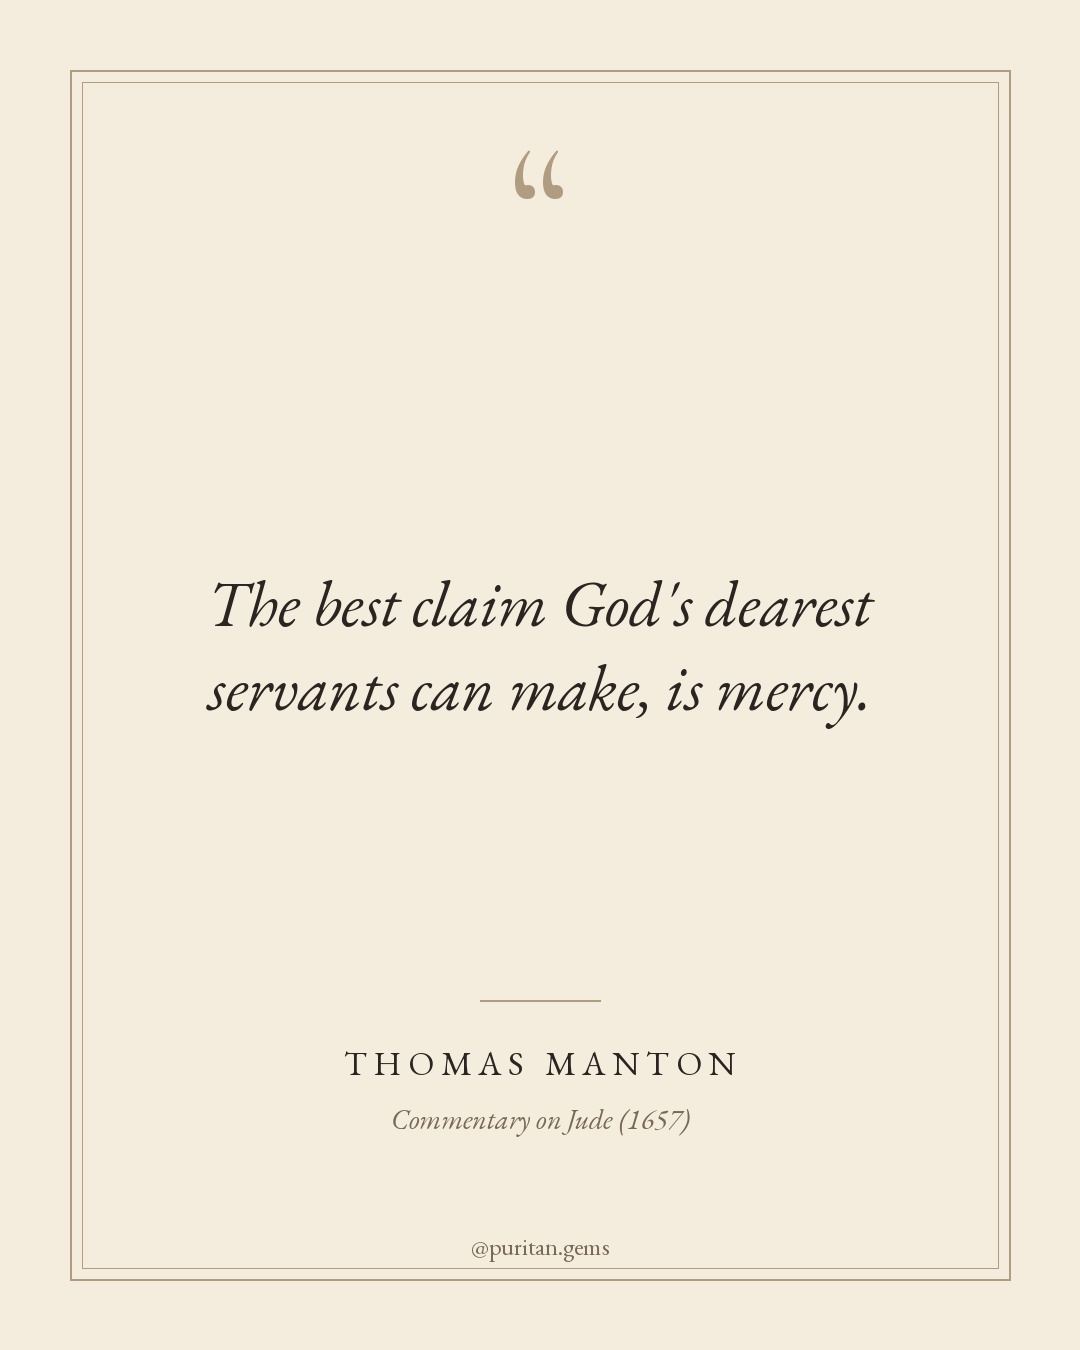 “
The best claim God's dearest
servants can make, is mercy.
THOMAS MANTON
Commentary on Jude (1657)
@puritan.gems